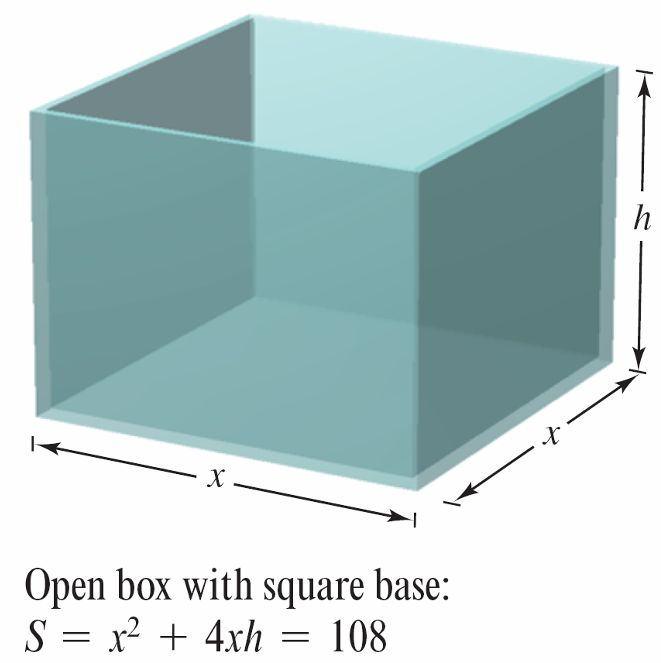 h
x
x
Open box with square base:
S = x² + 4xh = 108